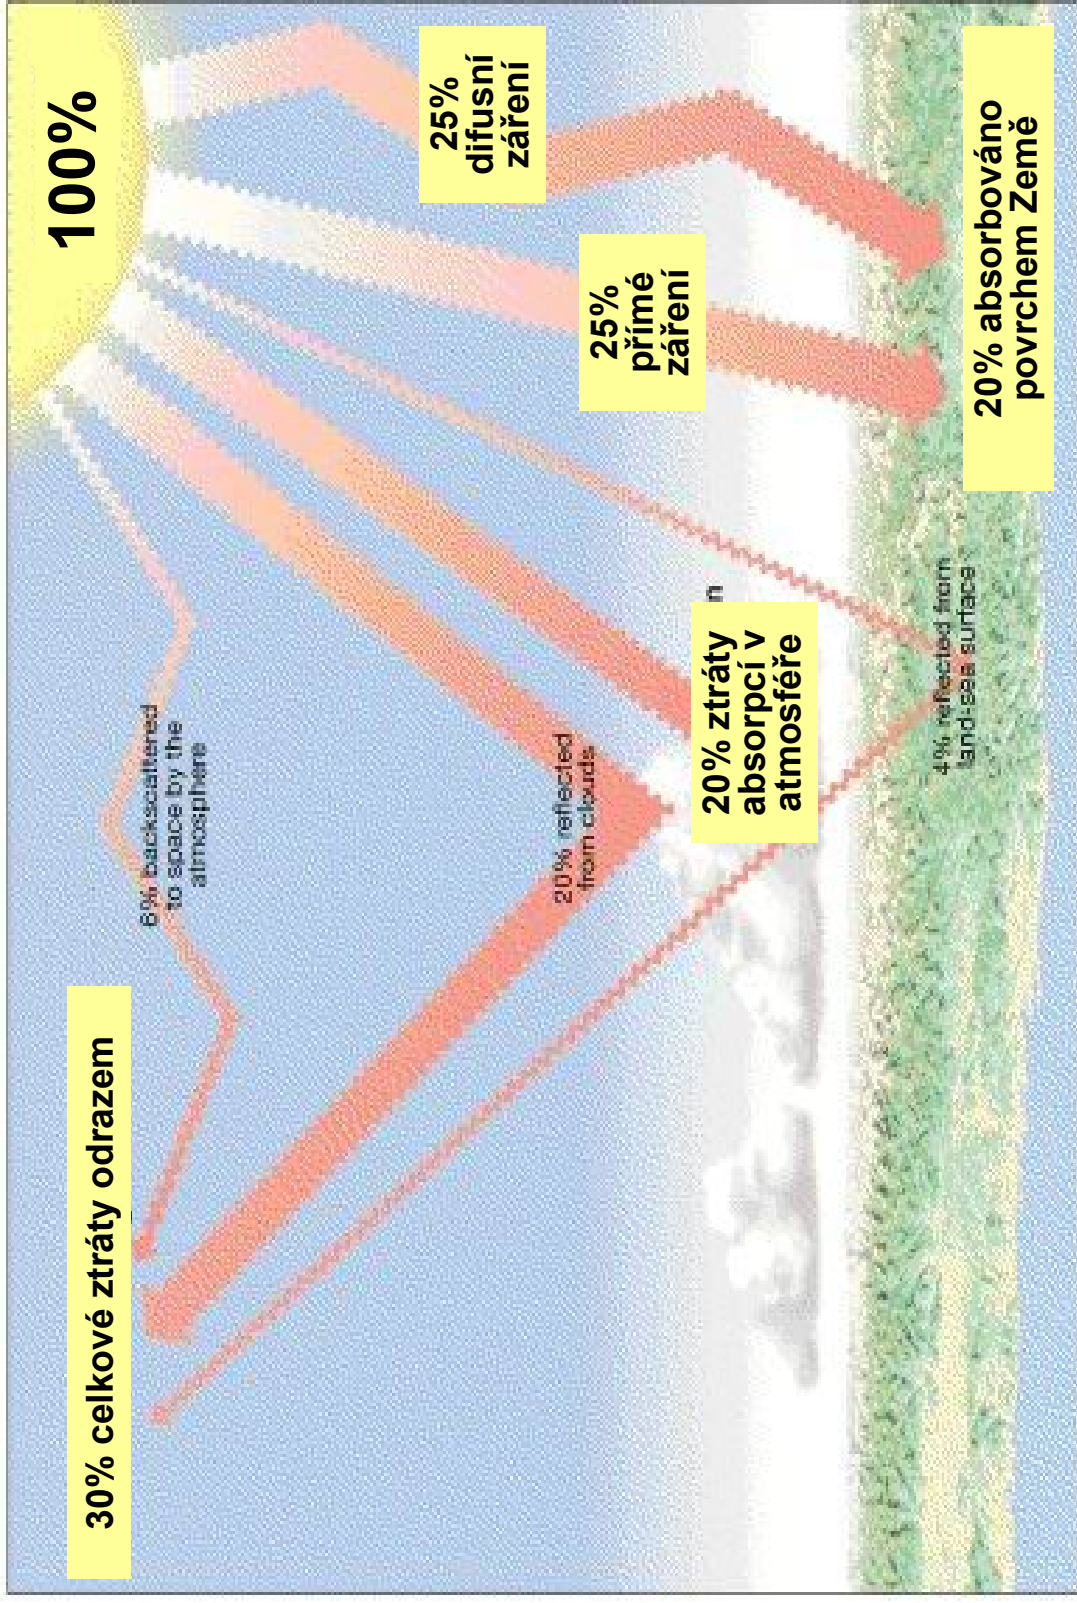 100%
30% celkové ztráty odrazem
6% backscattered
to space by the
atmosphere
25%
difusní
záření
20% reflected
from clouds
25%
přímé
záření
20% ztráty
absorpcí v
atmosféře
n
4% reflected from
land-sea surface
20% absorbováno
povrchem Země